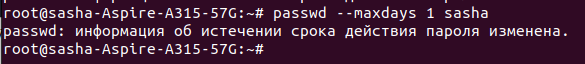 root@sasha-Aspire-A315-57G:~# passwd --maxdays 1 sasha
passwd: информация об истечении срока действия пароля изменена.
root@sasha-Aspire-A315-57G:~#